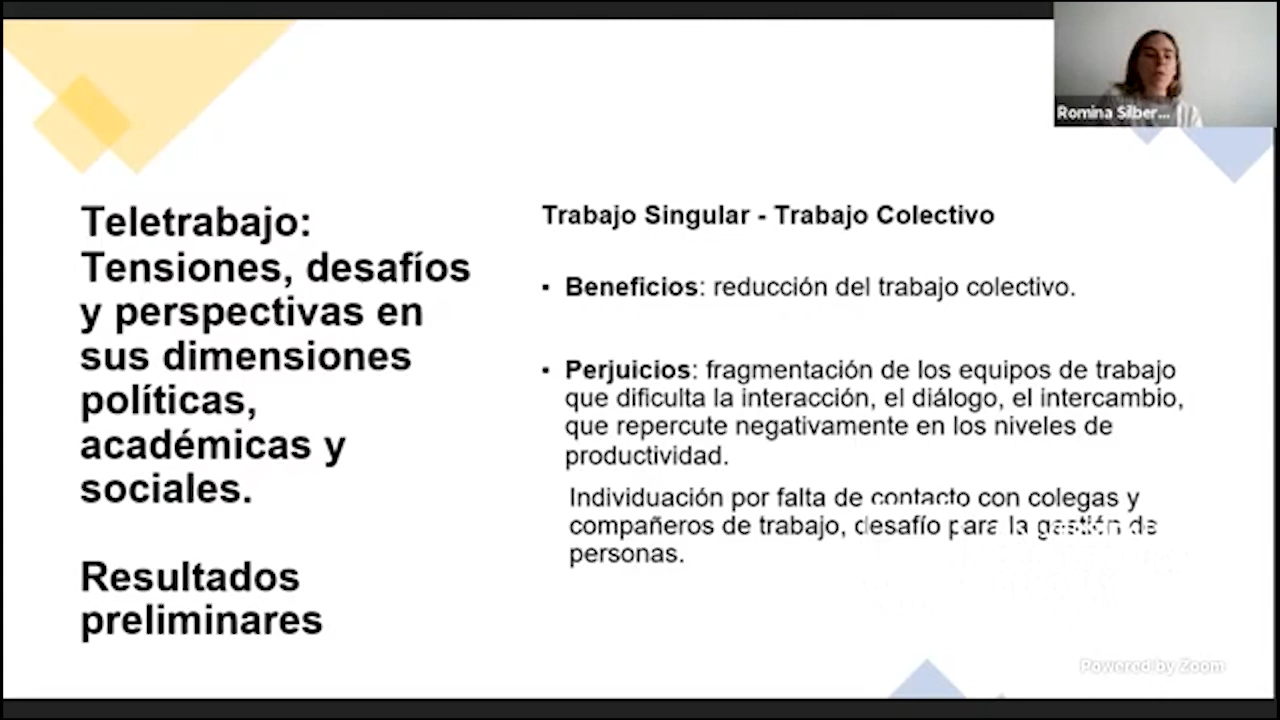 Romina Silber...
Teletrabajo:
Tensiones, desafíos
y perspectivas en
sus dimensiones
políticas,
académicas y
sociales.
Resultados
preliminares
Trabajo Singular - Trabajo Colectivo
▪ Beneficios: reducción del trabajo colectivo.
▪ Perjuicios: fragmentación de los equipos de trabajo
que dificulta la interacción, el diálogo, el intercambio,
que repercute negativamente en los niveles de
productividad.
Individuación por falta de contacto con colegas y
compañeros de trabajo, desafío para la gestión de
personas.
Powered by Zoom